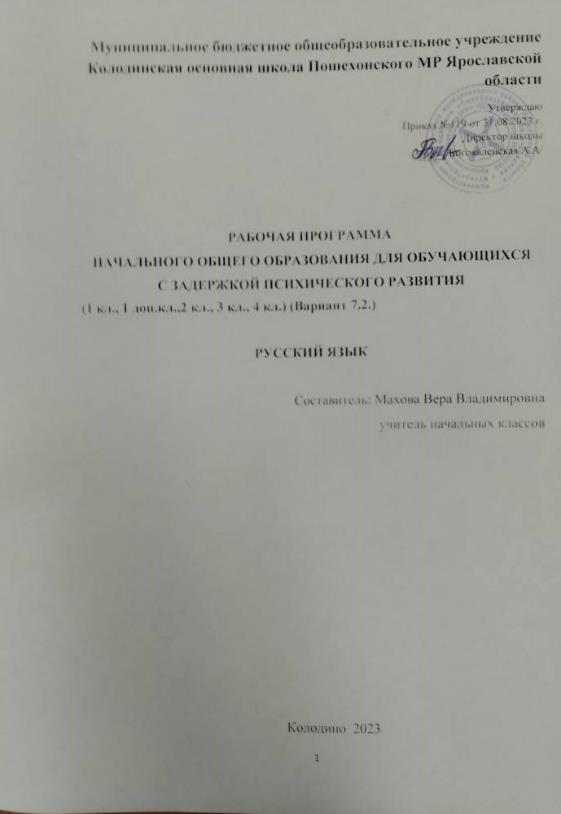 Муниципальное бюджетное общеобразовательное учреждение
Колодинская основная школа Пошехонского МР Ярославской
области
Утверждаю
Приказ №119 от 31.08.2023 г.
Директор школы
Богоявленская А.А.
РАБОЧАЯ ПРОГРАММА
НАЧАЛЬНОГО ОБЩЕГО ОБРАЗОВАНИЯ ДЛЯ ОБУЧАЮЩИХСЯ
С ЗАДЕРЖКОЙ ПСИХИЧЕСКОГО РАЗВИТИЯ
(1 кл., 1 доп.кл.,2 кл., 3 кл., 4 кл.) (Вариант 7.2.)
РУССКИЙ ЯЗЫК
Составитель: Махова Вера Владимировна
учитель начальных классов
Колодино 2023
1